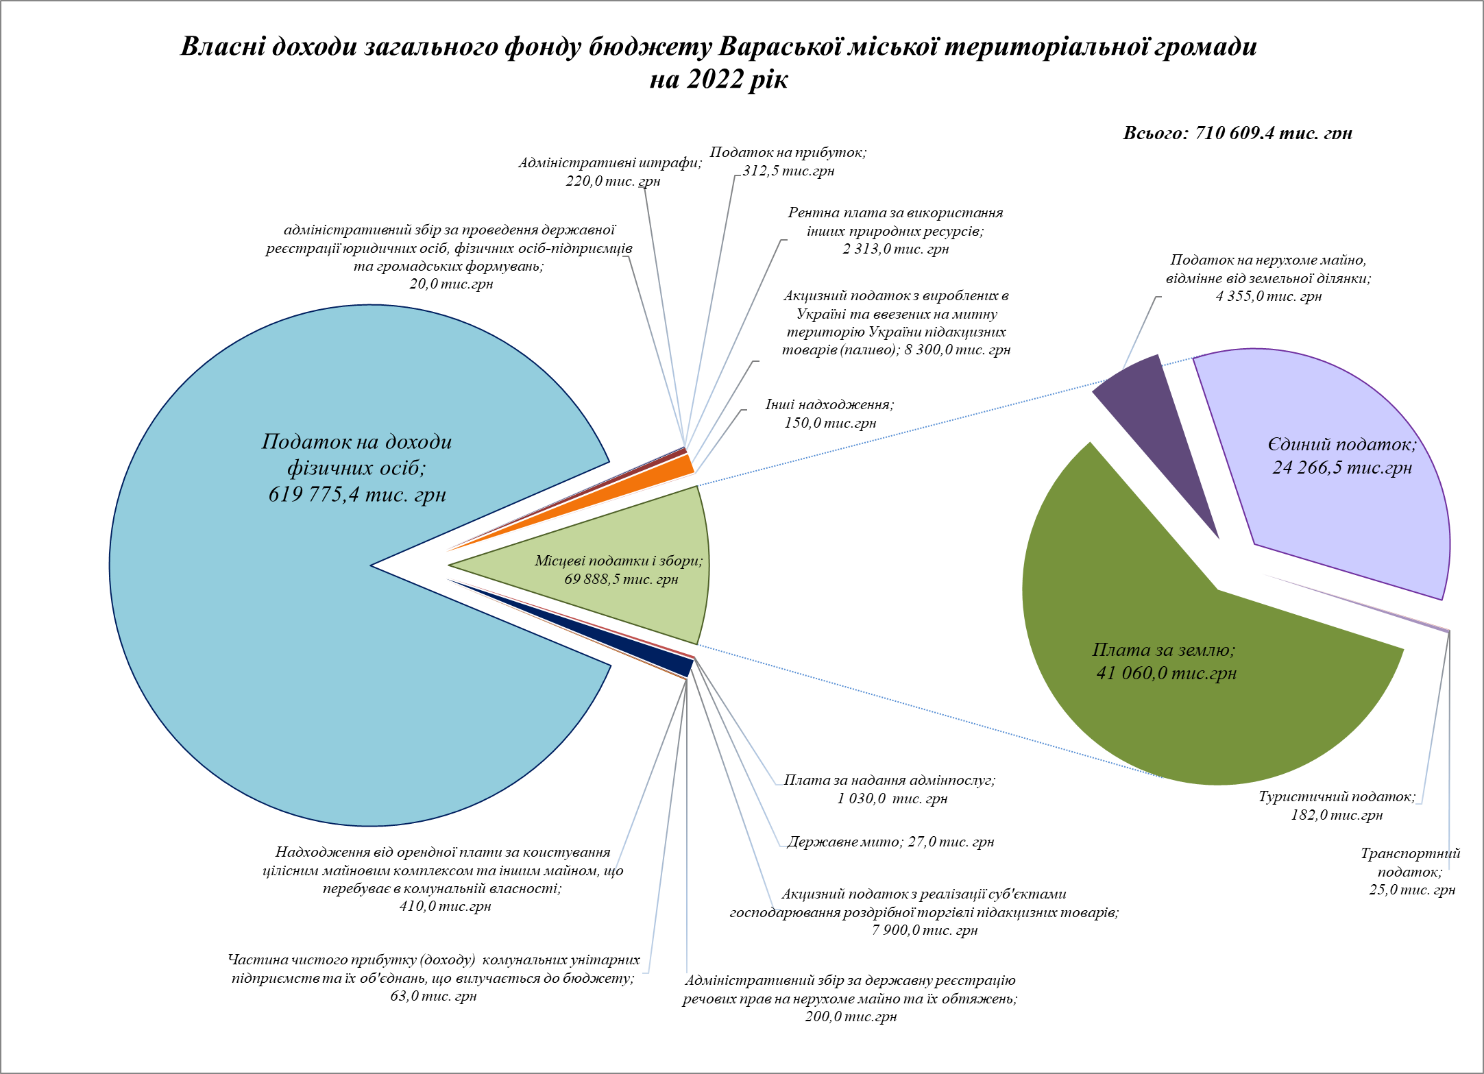 Власні доходи загального фонду бюджету Вараської міської територіальної громади
на 2022 рік
Всього: 710 609,4 тис. грн
Адміністративні штрафи;
220,0 тис. грн
Податок на прибуток;
312,5 тис.грн
адміністративний збір за проведення державної
реєстрації юридичних осіб, фізичних осіб-підприємців
та громадських формувань;
20,0 тис.грн
Рентна плата за використання
інших природних ресурсів;
2 313,0 тис. грн
Акцизний податок з вироблених в
Україні та ввезених на митну
територію України підакцизних
товарів (паливо); 8 300,0 тис. грн
Інші надходження;
150,0 тис.грн
Податок на нерухоме майно,
відмінне від земельної ділянки;
4 355,0 тис. грн
Податок на доходи
фізичних осіб;
619 775,4 тис. грн
Місцеві податки і збори;
69 888,5 тис. грн
Єдиний податок;
24 266,5 тис.грн
Плата за землю;
41 060,0 тис.грн
Плата за надання адмінпослуг;
1 030,0 тис. грн
Державне мито; 27,0 тис. грн
Акцизний податок з реалізації суб'єктами
господарювання роздрібної торгівлі підакцизних товарів;
7 900,0 тис. грн
Туристичний податок;
182,0 тис.грн
Транспортний
податок;
25,0 тис. грн
Надходження від орендної плати за коистування
цілісним майновим комплексом та іншим майном, що
перебуває в комунальній власності;
410,0 тис.грн
Частина чистого прибутку (доходу) комунальних унітарних
підприємств та їх об'єднань, що вилучається до бюджету;
63,0 тис. грн
Адміністративний збір за державну реєстрацію
речових прав на нерухоме майно та їх обтяжень;
200,0 тис.грн